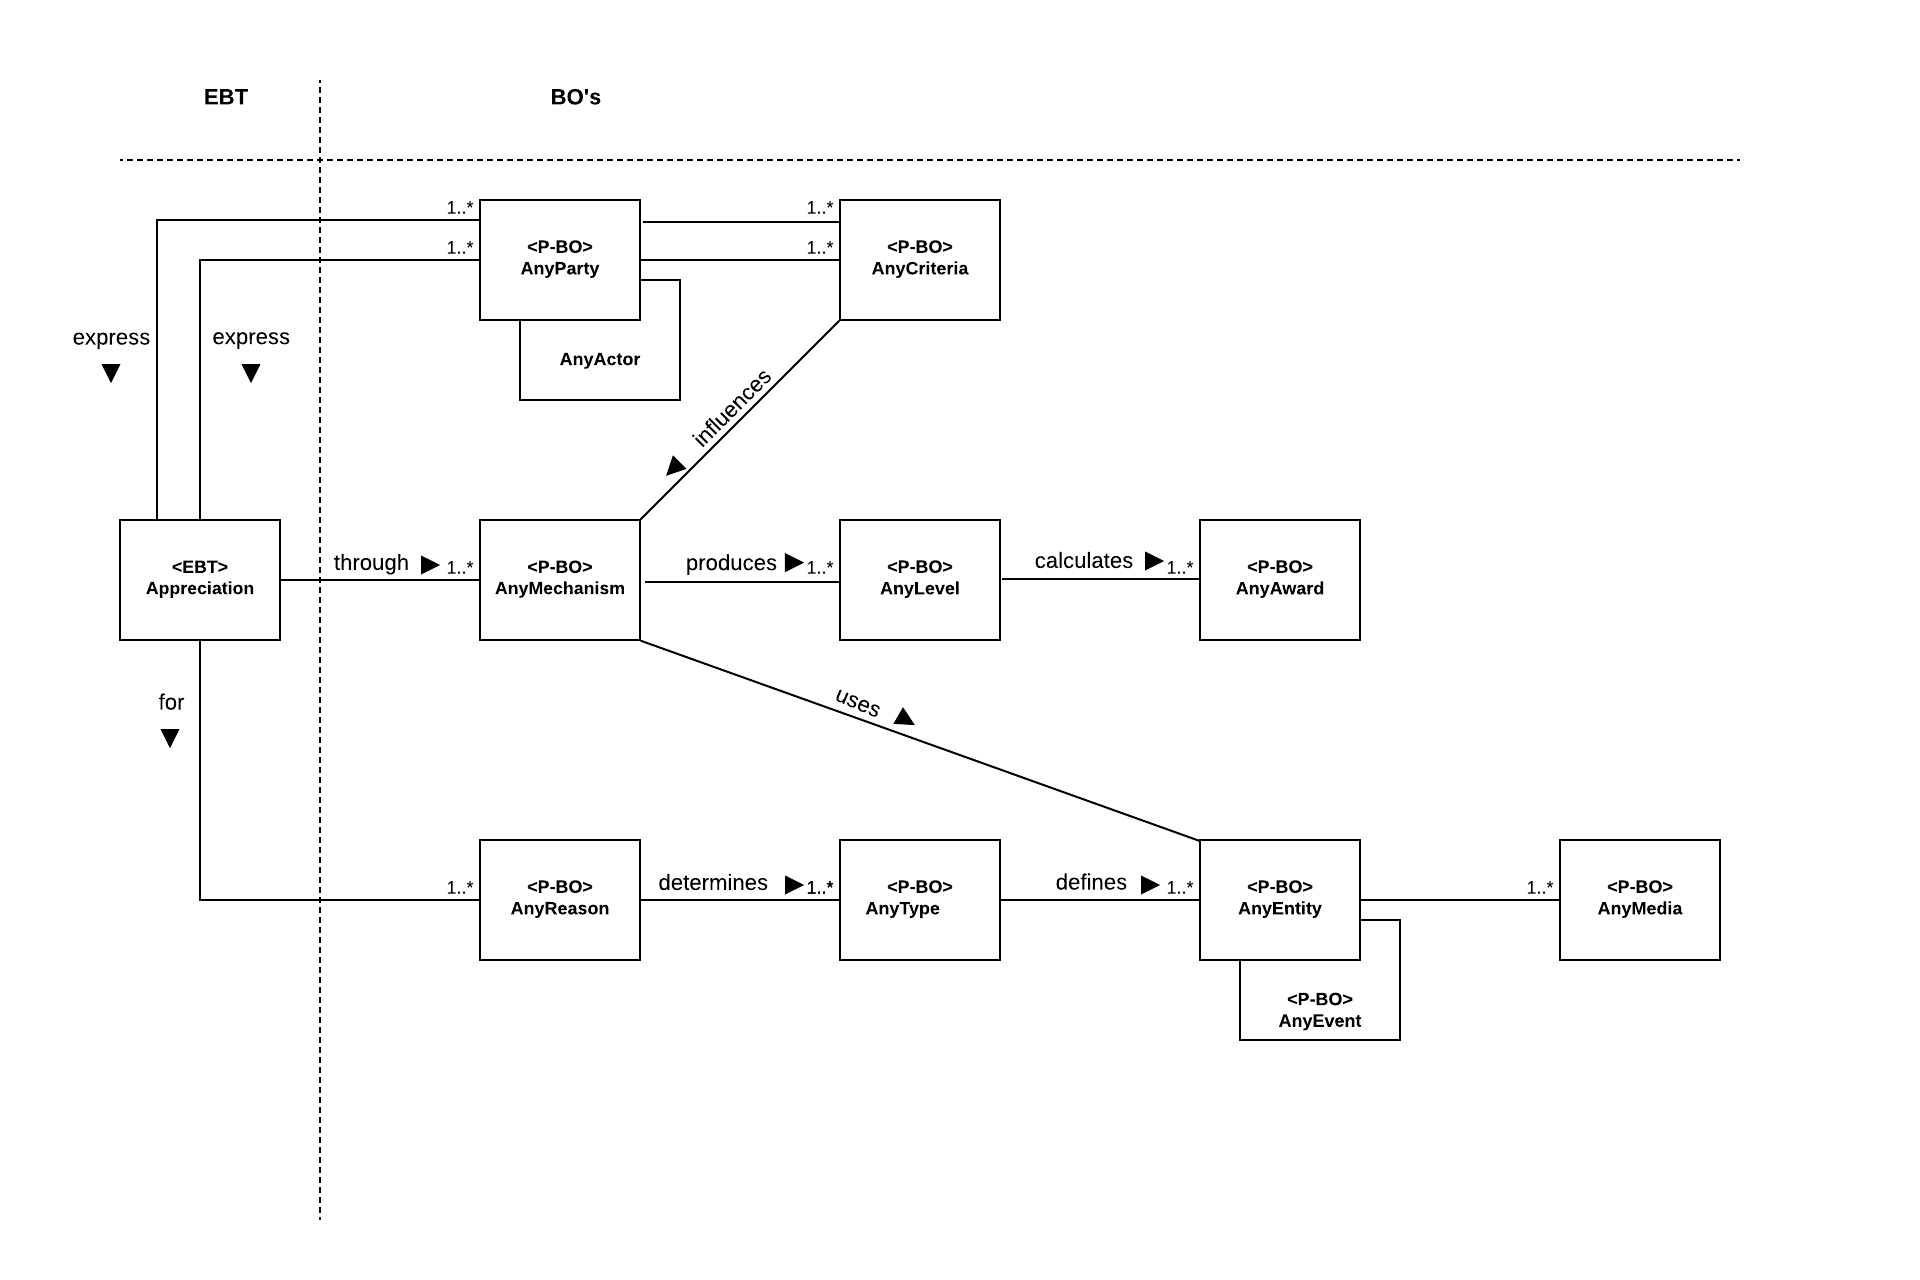 EBT
BO's
1..*
1..*
<P-BO>
AnyParty
1..*
1..*
<P-BO>
AnyCriteria
express
express
AnyActor
influences
<EBT>
Appreciation
through
1..*
<P-BO>
AnyMechanism
produces
1..*
<P-BO>
AnyLevel
calculates
1..*
<P-BO>
AnyAward
for
uses
1..*
<P-BO>
AnyReason
determines
1..*
<P-BO>
AnyType
defines
1..*
<P-BO>
AnyEntity
1..*
<P-BO>
AnyMedia
<P-BO>
AnyEvent